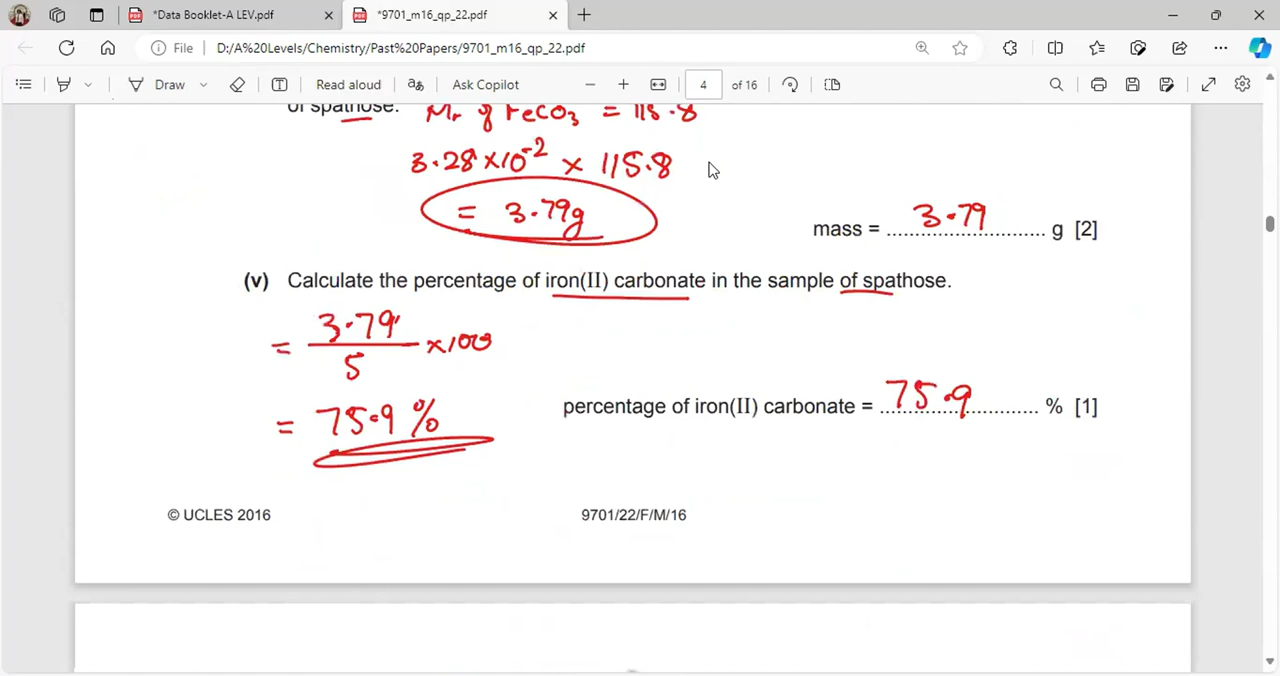 *Data Booklet-A LEV.pdf
*9701_m16_qp_22.pdf
File D:/A%20Levels/Chemistry/Past%20Papers/9701_m16_qp_22.pdf
Draw Read aloud aあ Ask Copilot 4 of 16
of spathose. Mr of FeCO3 = 115.8
3.28 ×10-2 × 115.8
= 3.79g
mass = 3.79 g [2]
(v) Calculate the percentage of iron(II) carbonate in the sample of spathose.
= 3.79 / 5 ×100
= 75.9 %
percentage of iron(II) carbonate = 75.9 % [1]
© UCLES 2016 9701/22/F/M/16